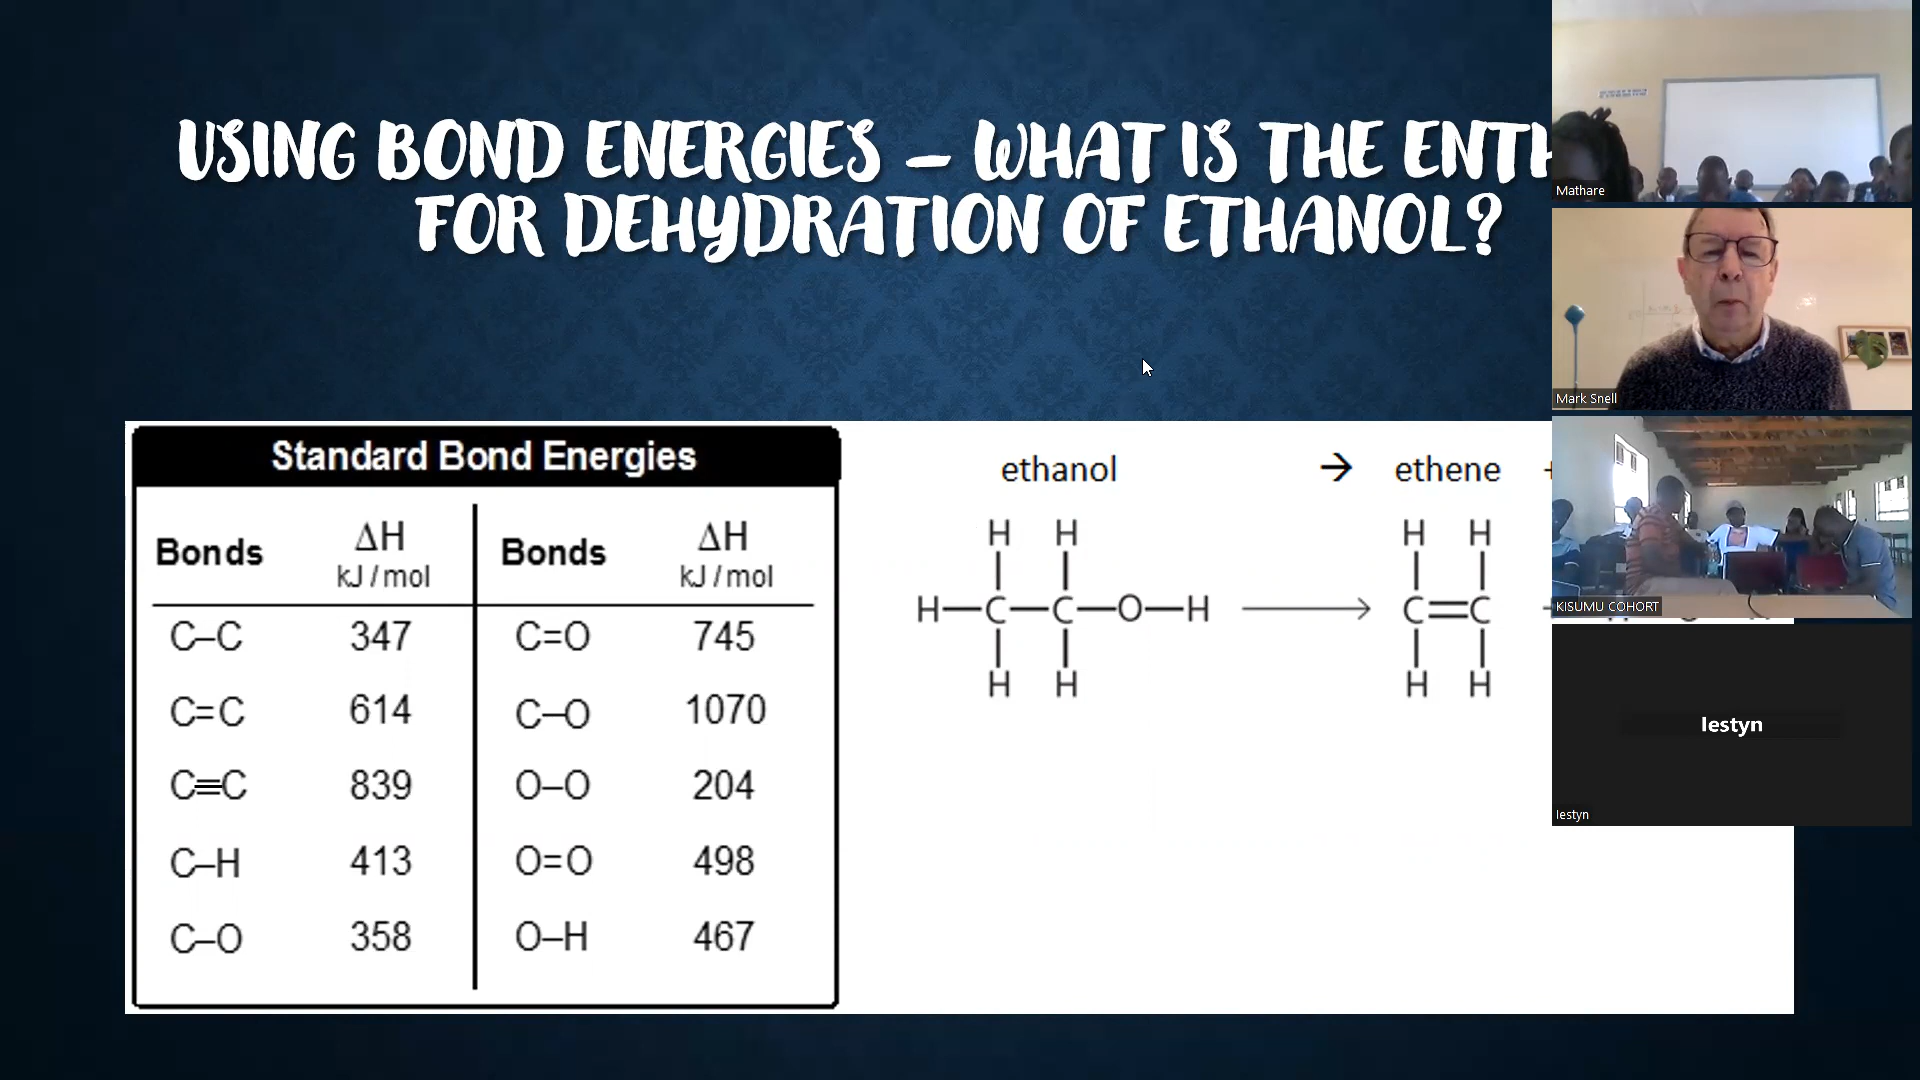 USING BOND ENERGIES – WHAT IS THE ENTH
FOR DEHYDRATION OF ETHANOL?
Standard Bond Energies
Bonds ΔH kJ/mol Bonds ΔH kJ/mol
C–C 347 C=O 745
C=C 614 C–O 1070
C≡C 839 O–O 204
C–H 413 O=O 498
C–O 358 O–H 467
ethanol → ethene +
H H H H
H–C–C–O–H → C=C
H H H H
Mathare
Mark Snell
KISUMU COHORT
Iestyn
Iestyn